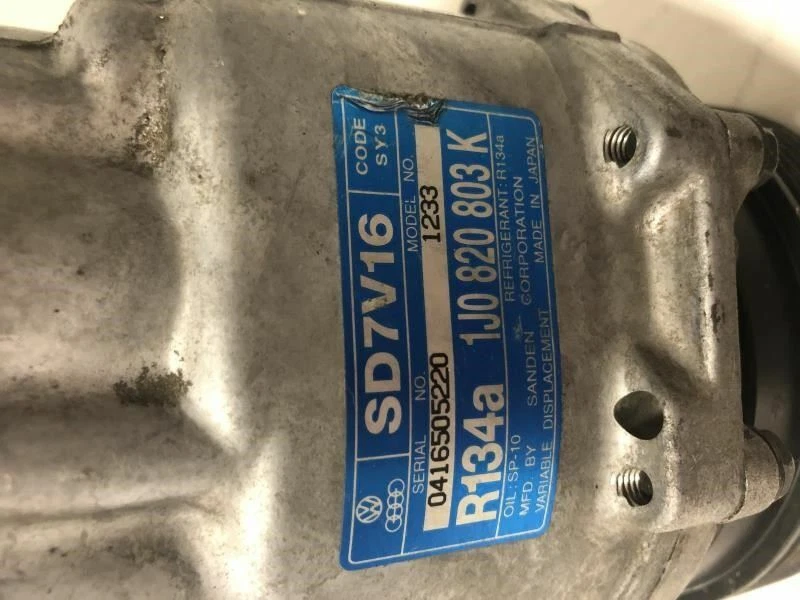 SD7V16 CODE SY3
SERIAL NO. MODEL NO.
04165052220 1233
R134a 1J0 820 803 K
OIL : SP-10 REFRIGERANT : R134a
MFD. BY SANDEN CORPORATION
VARIABLE DISPLACEMENT MADE IN JAPAN